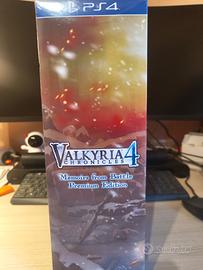 PS4
VALKYRIA
CHRONICLES 4
Memoirs from Battle
Premium Edition